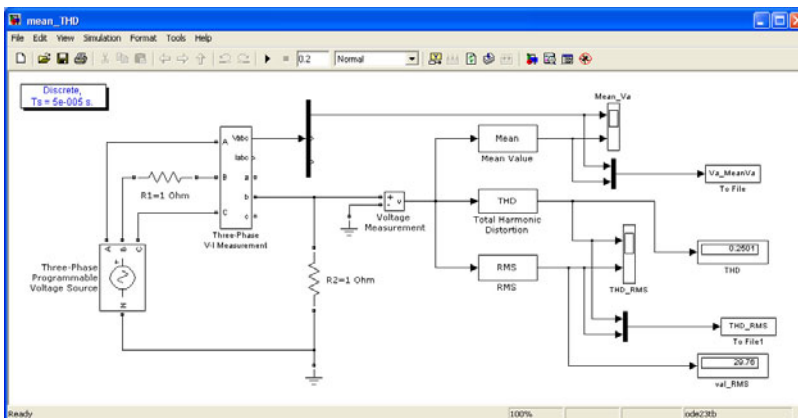 mean_THD
File Edit View Simulation Format Tools Help
0.2 Normal
Discrete,
Ts = 5e-005 s.
A
B
C
Vabc
Iabc
a
b
c
Three-Phase
V-I Measurement
R1=1 Ohm
A
B
C
N
Three-Phase
Programmable
Voltage Source
R2=1 Ohm
+
-
v
Voltage
Measurement
Mean
Mean Value
THD
Total Harmonic
Distortion
RMS
RMS
Mean_Va
Va_MeanVa
To File
THD_RMS
0.2501
THD
THD_RMS
To File1
29.76
val_RMS
Ready 100% ode23tb